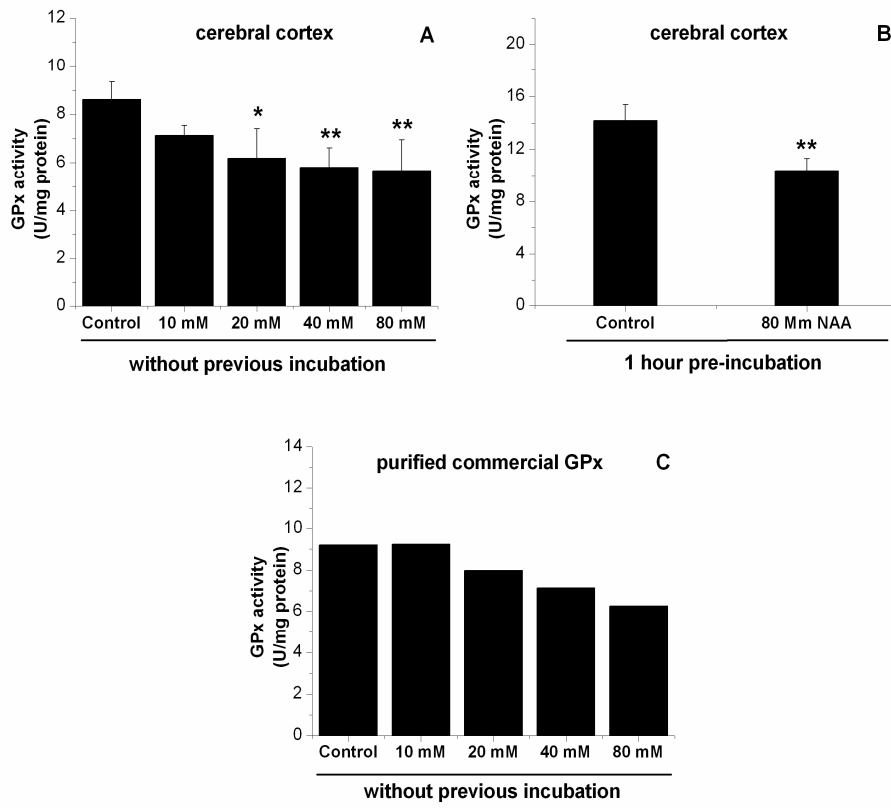 cerebral cortex A
12
10
8
6
4
2
0
GPx activity
(U/mg protein)
*
**
**
Control 10 mM 20 mM 40 mM 80 mM
without previous incubation
cerebral cortex B
20
16
12
8
4
0
GPx activity
(U/mg protein)
**
Control 80 Mm NAA
1 hour pre-incubation
purified commercial GPx C
14
12
10
8
6
4
2
0
GPx activity
(U/mg protein)
Control 10 mM 20 mM 40 mM 80 mM
without previous incubation